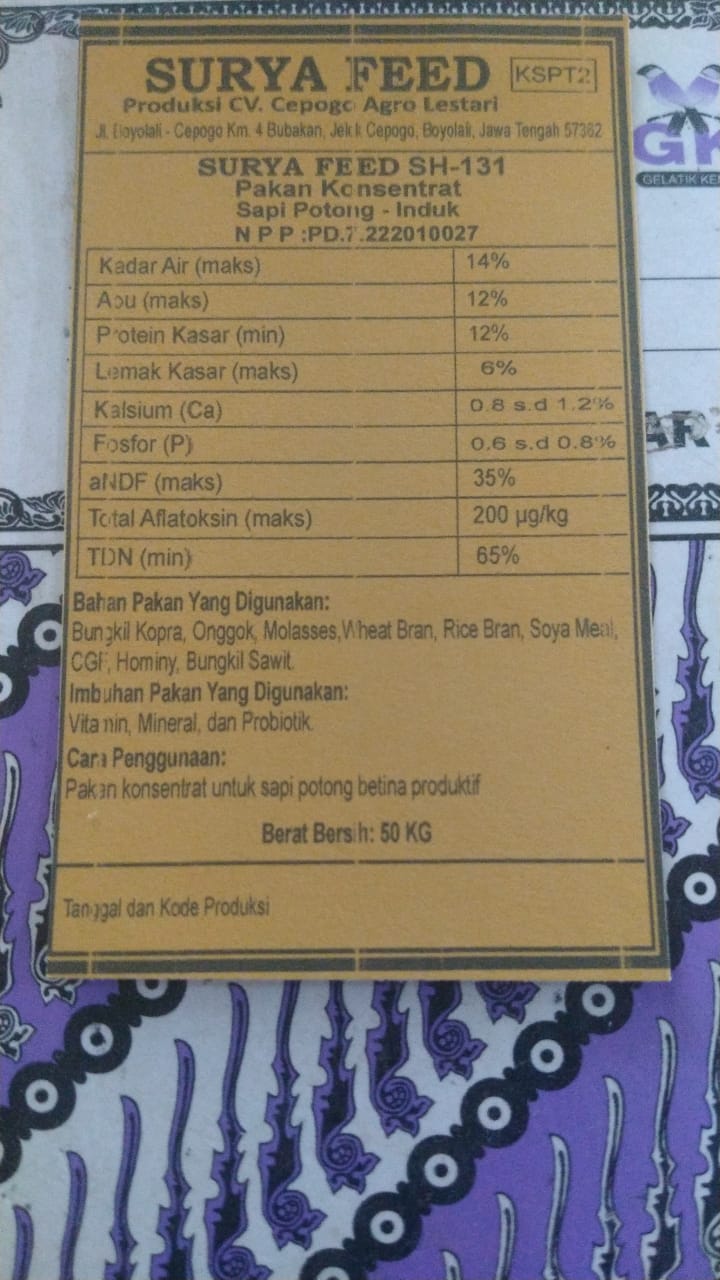 SURYA FEED
KSPT2
Produksi CV. Cepogo Agro Lestari
Jl. Boyolali - Cepogo Km. 4 Bubakan, Jelok Cepogo, Boyolali, Jawa Tengah 57362
SURYA FEED SH-131
Pakan Konsentrat
Sapi Potong - Induk
N P P :PD.7.222010027
Kadar Air (maks) 14%
Abu (maks) 12%
Protein Kasar (min) 12%
Lemak Kasar (maks) 6%
Kalsium (Ca) 0.8 s.d 1.2%
Fosfor (P) 0.6 s.d 0.8%
aNDF (maks) 35%
Total Aflatoksin (maks) 200 µg/kg
TDN (min) 65%
Bahan Pakan Yang Digunakan:
Bungkil Kopra, Onggok, Molasses,Wheat Bran, Rice Bran, Soya Meal,
CGF, Hominy, Bungkil Sawit.
Imbuhan Pakan Yang Digunakan:
Vitamin, Mineral, dan Probiotik.
Cara Penggunaan:
Pakan konsentrat untuk sapi potong betina produktif
Berat Bersih: 50 KG
Tanggal dan Kode Produksi
GELATIK